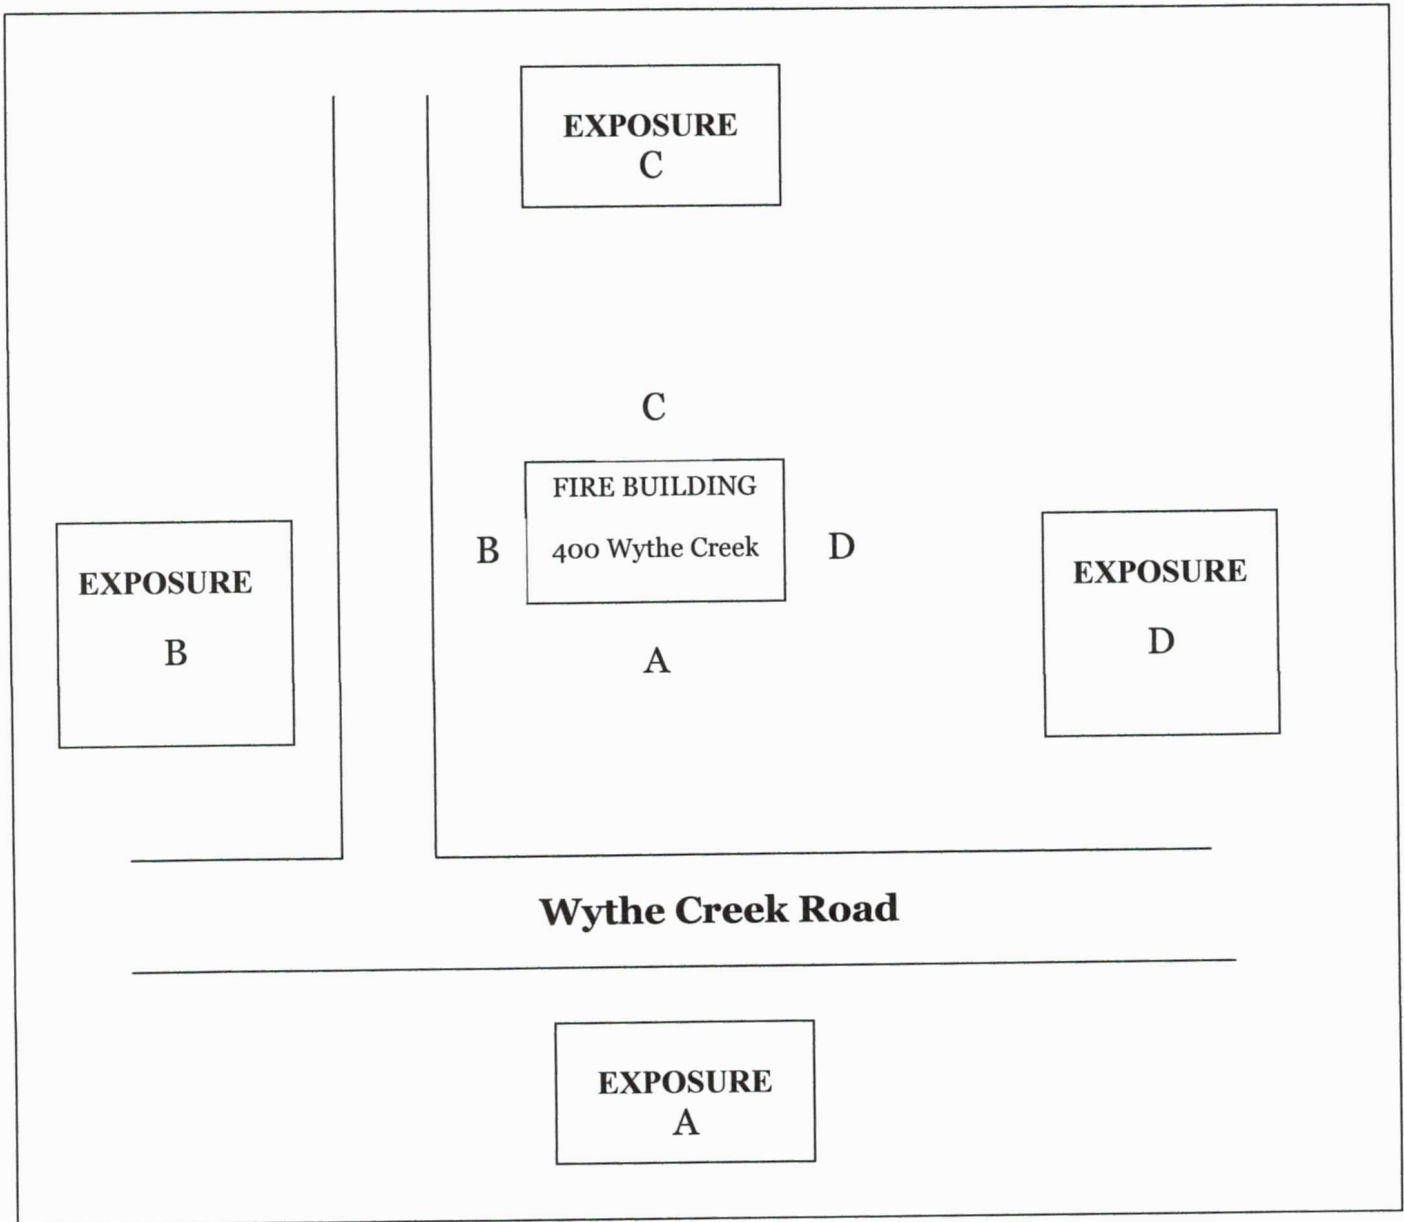 EXPOSURE
C
C
FIRE BUILDING
B
400 Wythe Creek
D
EXPOSURE
B
EXPOSURE
D
A
Wythe Creek Road
EXPOSURE
A